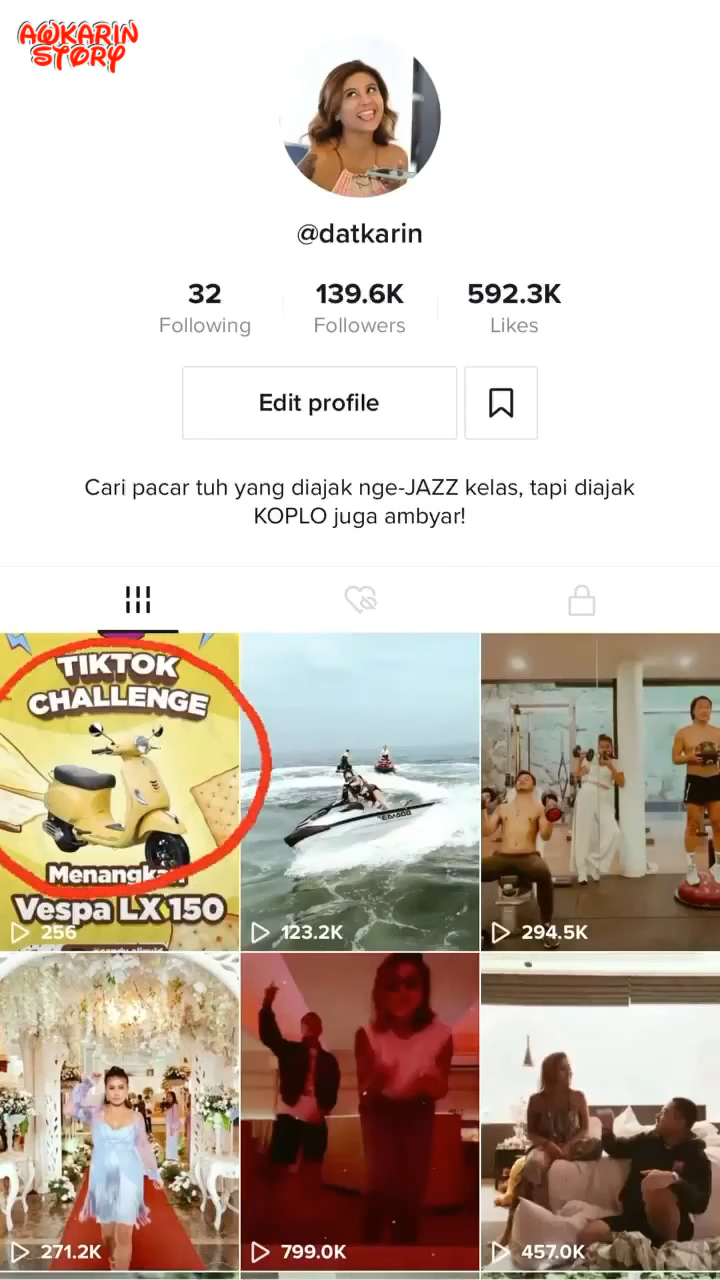 AWKARIN
STORY
@datkarin
32
Following
139.6K
Followers
592.3K
Likes
Edit profile
Cari pacar tuh yang diajak nge-JAZZ kelas, tapi diajak
KOPLO juga ambyar!
TIKTOK
CHALLENGE
Vespa LX 150
256
123.2K
294.5K
271.2K
799.0K
457.0K